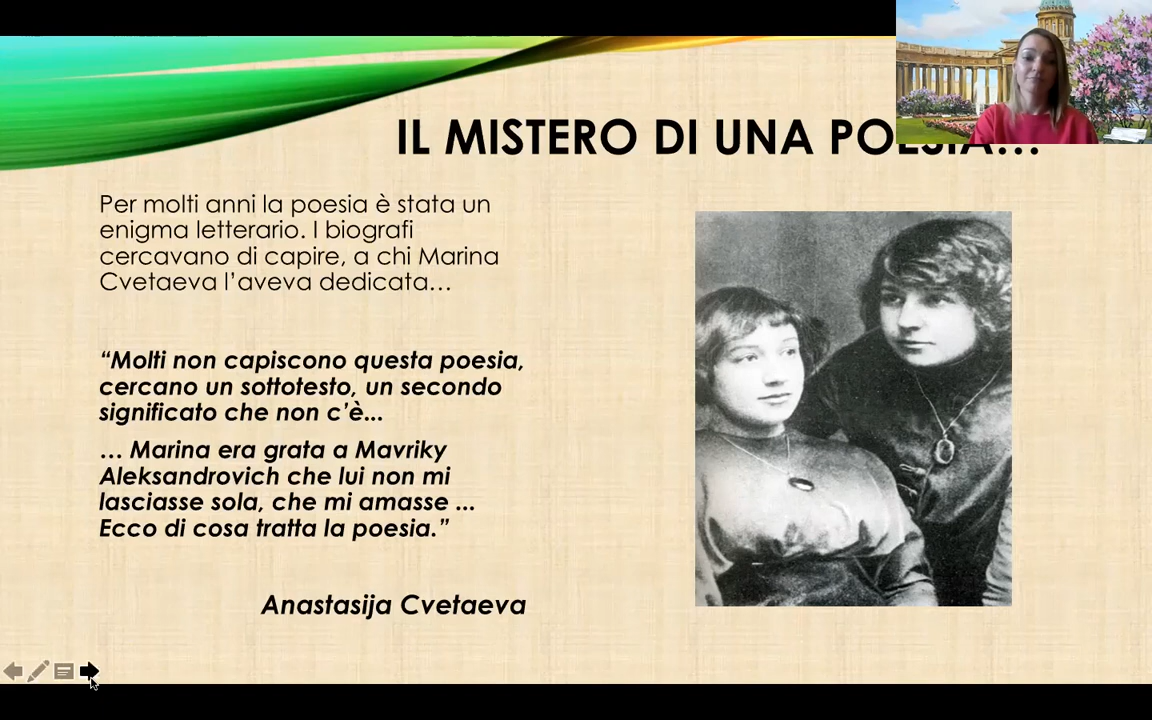 IL MISTERO DI UNA POESIA...
Per molti anni la poesia è stata un
enigma letterario. I biografi
cercavano di capire, a chi Marina
Cvetaeva l’aveva dedicata…
“Molti non capiscono questa poesia,
cercano un sottotesto, un secondo
significato che non c’è...
… Marina era grata a Mavriky
Aleksandrovich che lui non mi
lasciasse sola, che mi amasse ...
Ecco di cosa tratta la poesia.”
Anastasija Cvetaeva